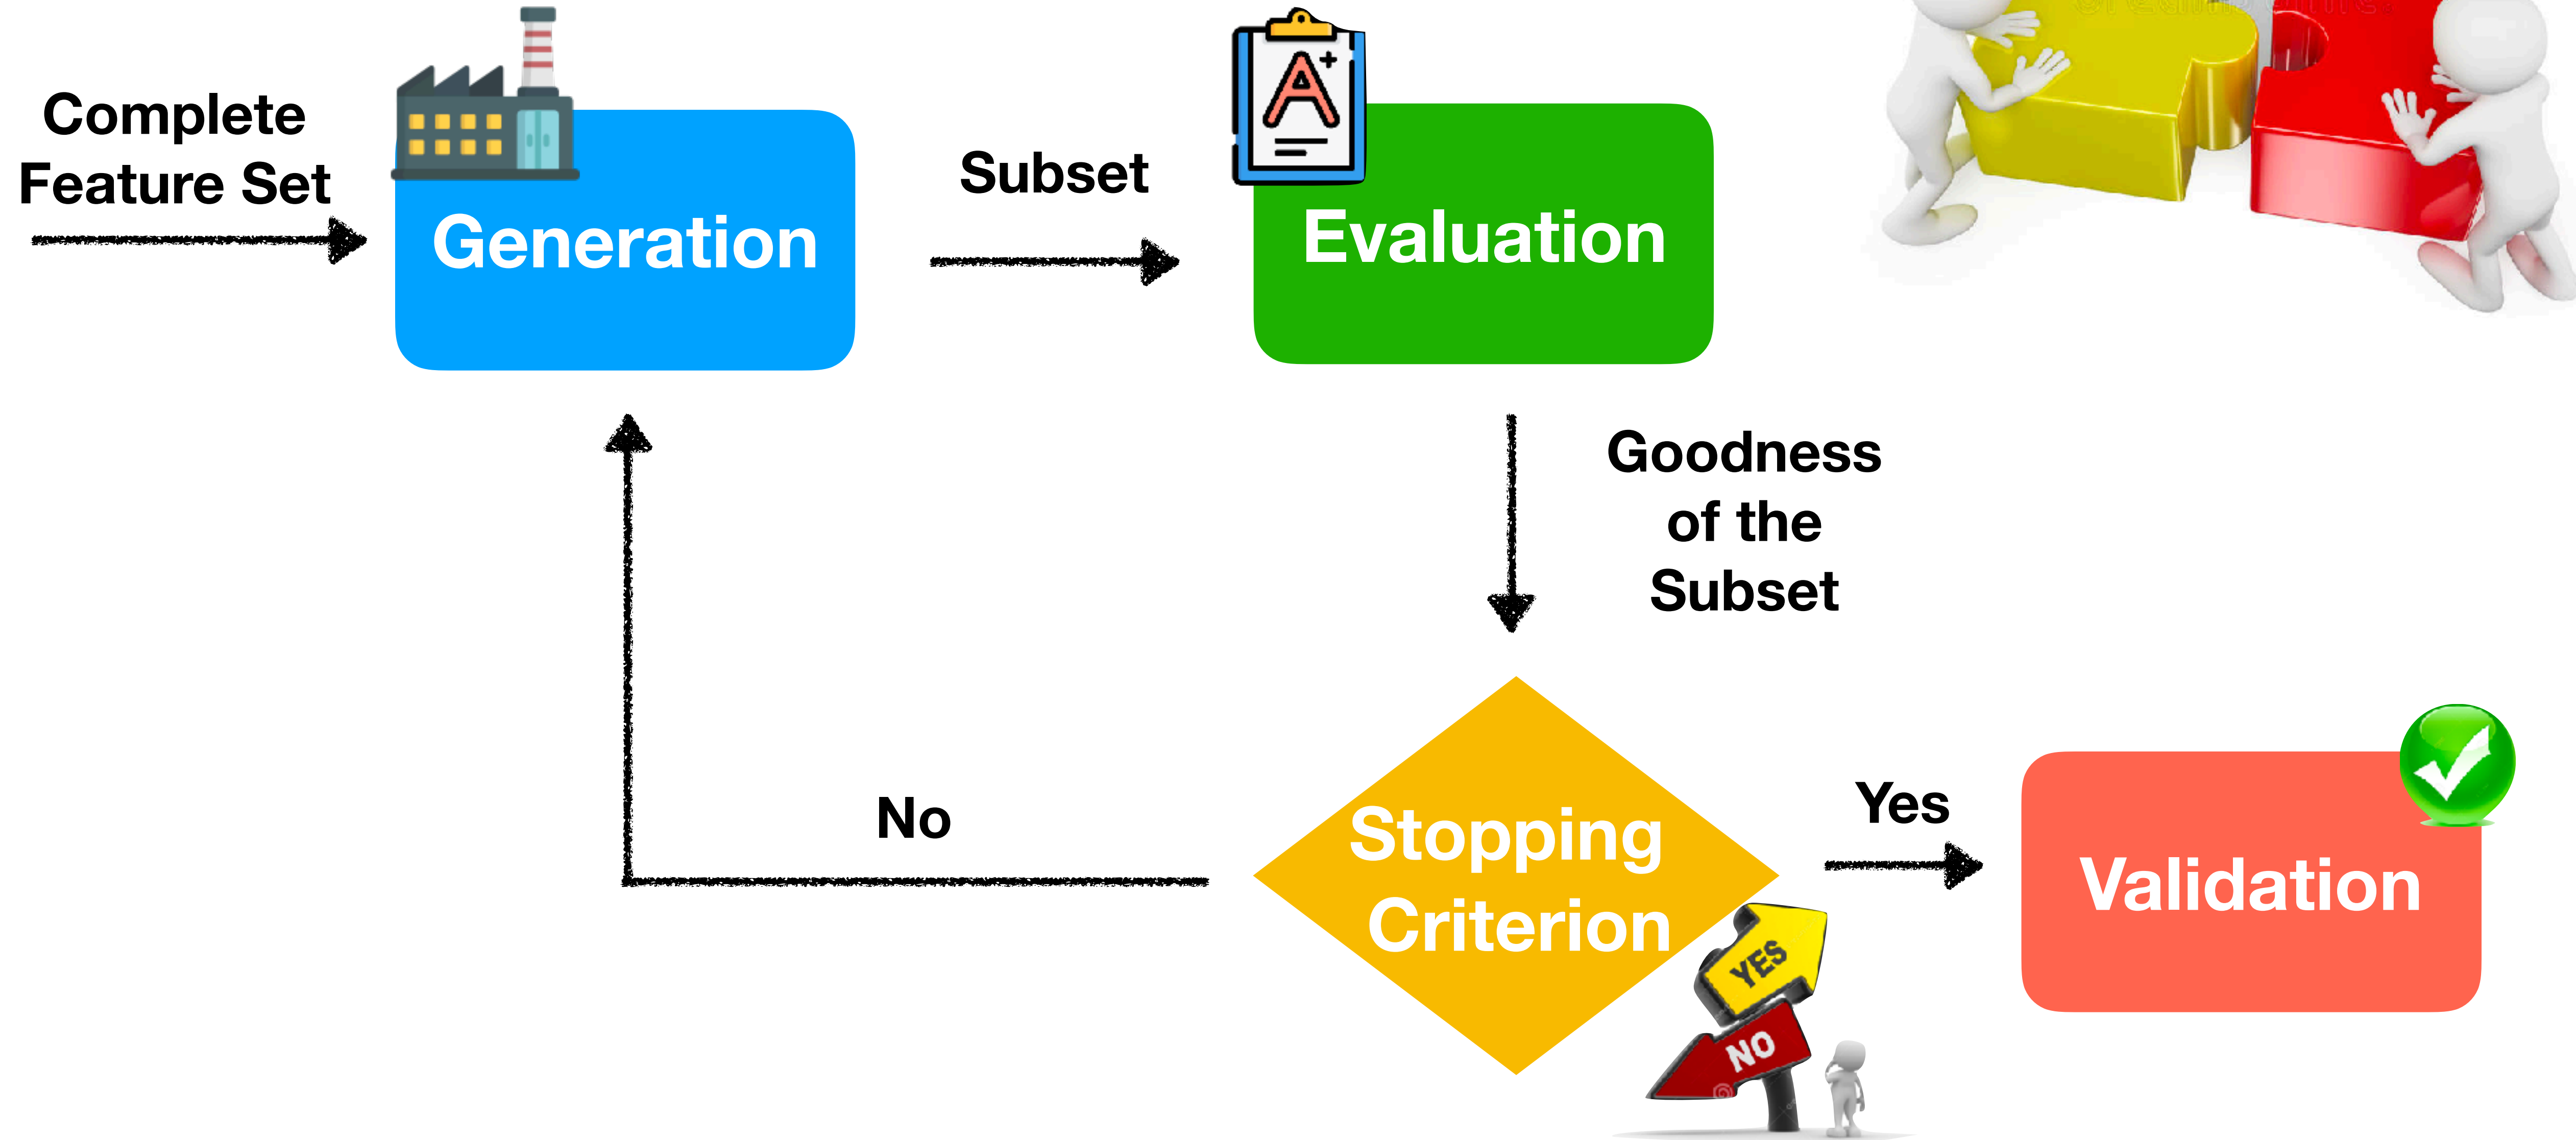 Complete
Feature Set
Generation
Subset
A+
Evaluation
Goodness
of the
Subset
No
Stopping
Criterion
Yes
YES
NO
Validation